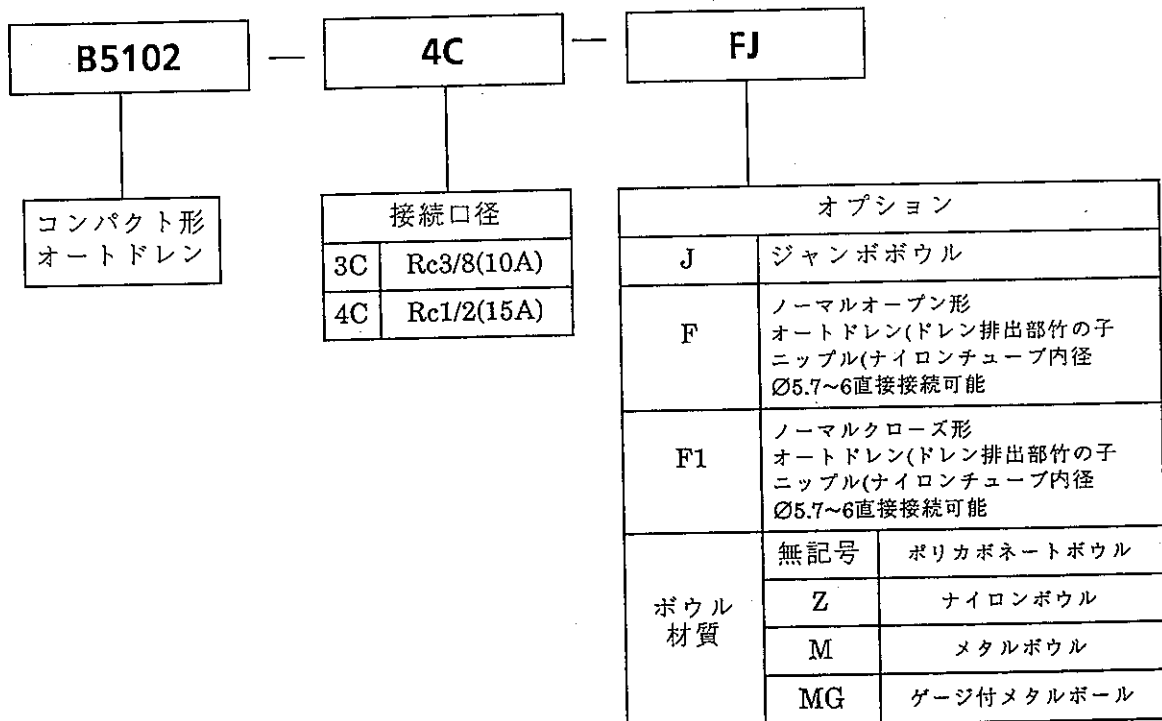 B5102 — 4C — FJ
コンパクト形
オートドレン
接続口径
3C Rc3/8(10A)
4C Rc1/2(15A)
オプション
J ジャンボボウル
F
ノーマルオープン形
オートドレン(ドレン排出部竹の子
ニップル(ナイロンチューブ内径
Ø5.7~6直接接続可能
F1
ノーマルクローズ形
オートドレン(ドレン排出部竹の子
ニップル(ナイロンチューブ内径
Ø5.7~6直接接続可能
ボウル
材質
無記号 ポリカボネートボウル
Z ナイロンボウル
M メタルボウル
MG ゲージ付メタルボール